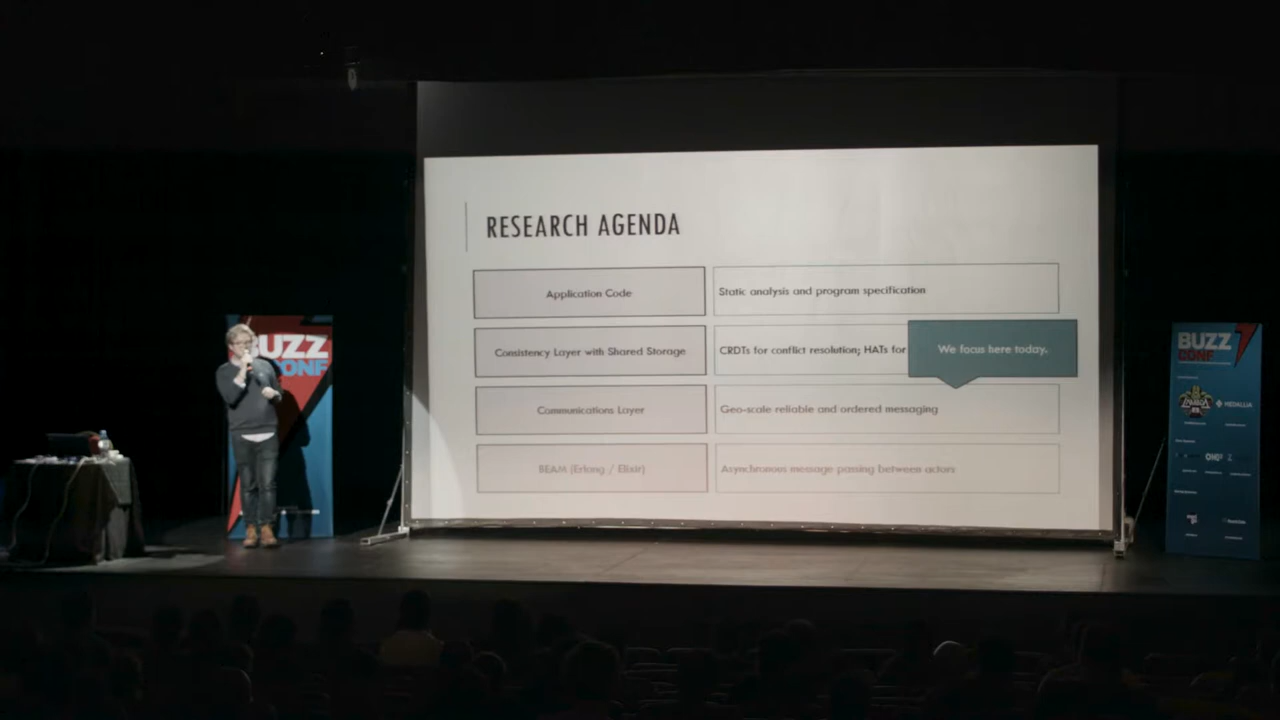 RESEARCH AGENDA
Application Code
Static analysis and program specification
Consistency Layer with Shared Storage
CRDTs for conflict resolution; HATs for
We focus here today.
Communications Layer
Geo-scale reliable and ordered messaging
BEAM (Erlang / Elixir)
Asynchronous message passing between actors
BUZZ
CONF
BUZZ
CONF
MEDALLIA